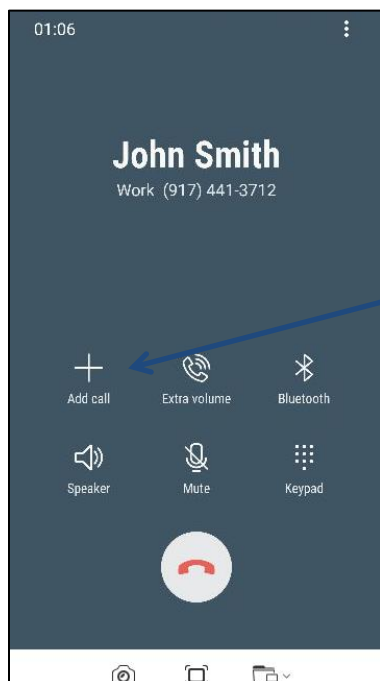 01:06
John Smith
Work (917) 441-3712
Add call Extra volume Bluetooth
Speaker Mute Keypad